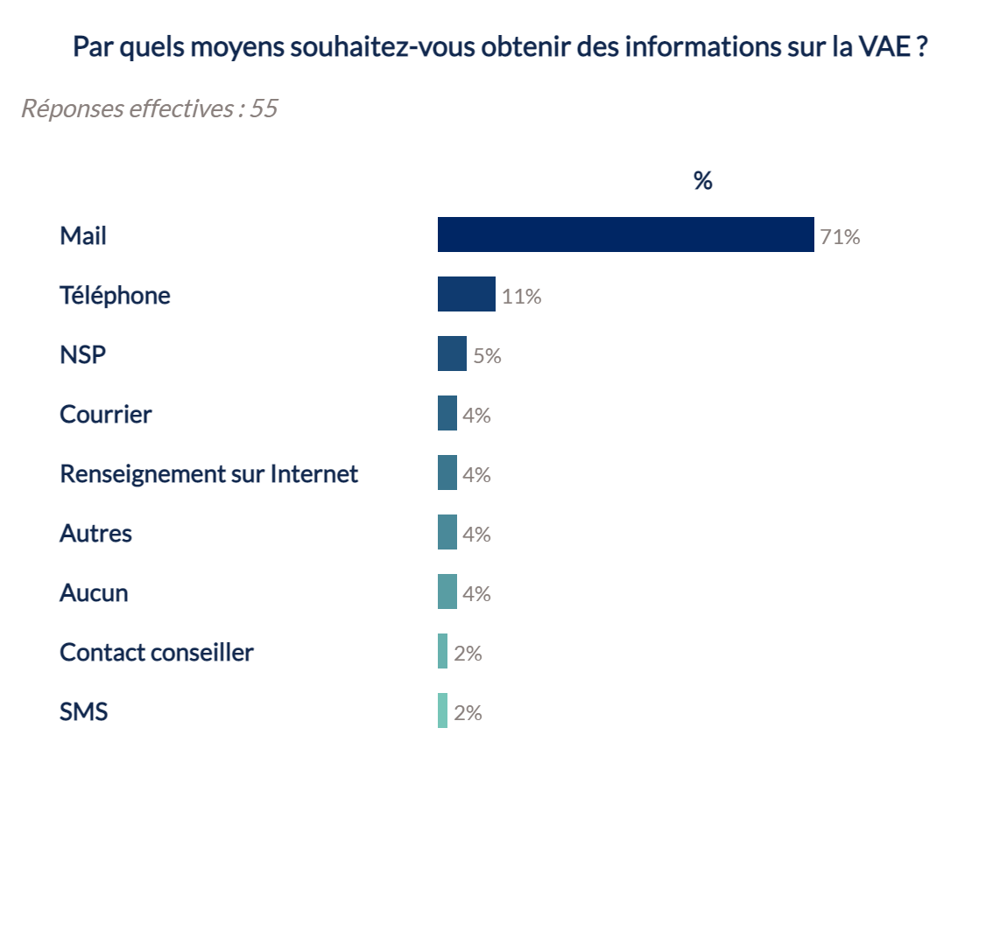 Par quels moyens souhaitez-vous obtenir des informations sur la VAE ?
Réponses effectives : 55
%
Mail 71%
Téléphone 11%
NSP 5%
Courrier 4%
Renseignement sur Internet 4%
Autres 4%
Aucun 4%
Contact conseiller 2%
SMS 2%